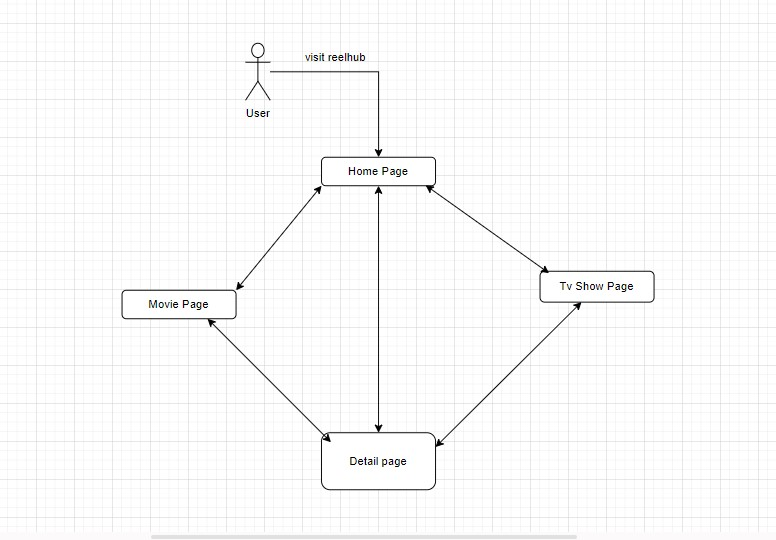 visit reelhub
User
Home Page
Tv Show Page
Movie Page
Detail page